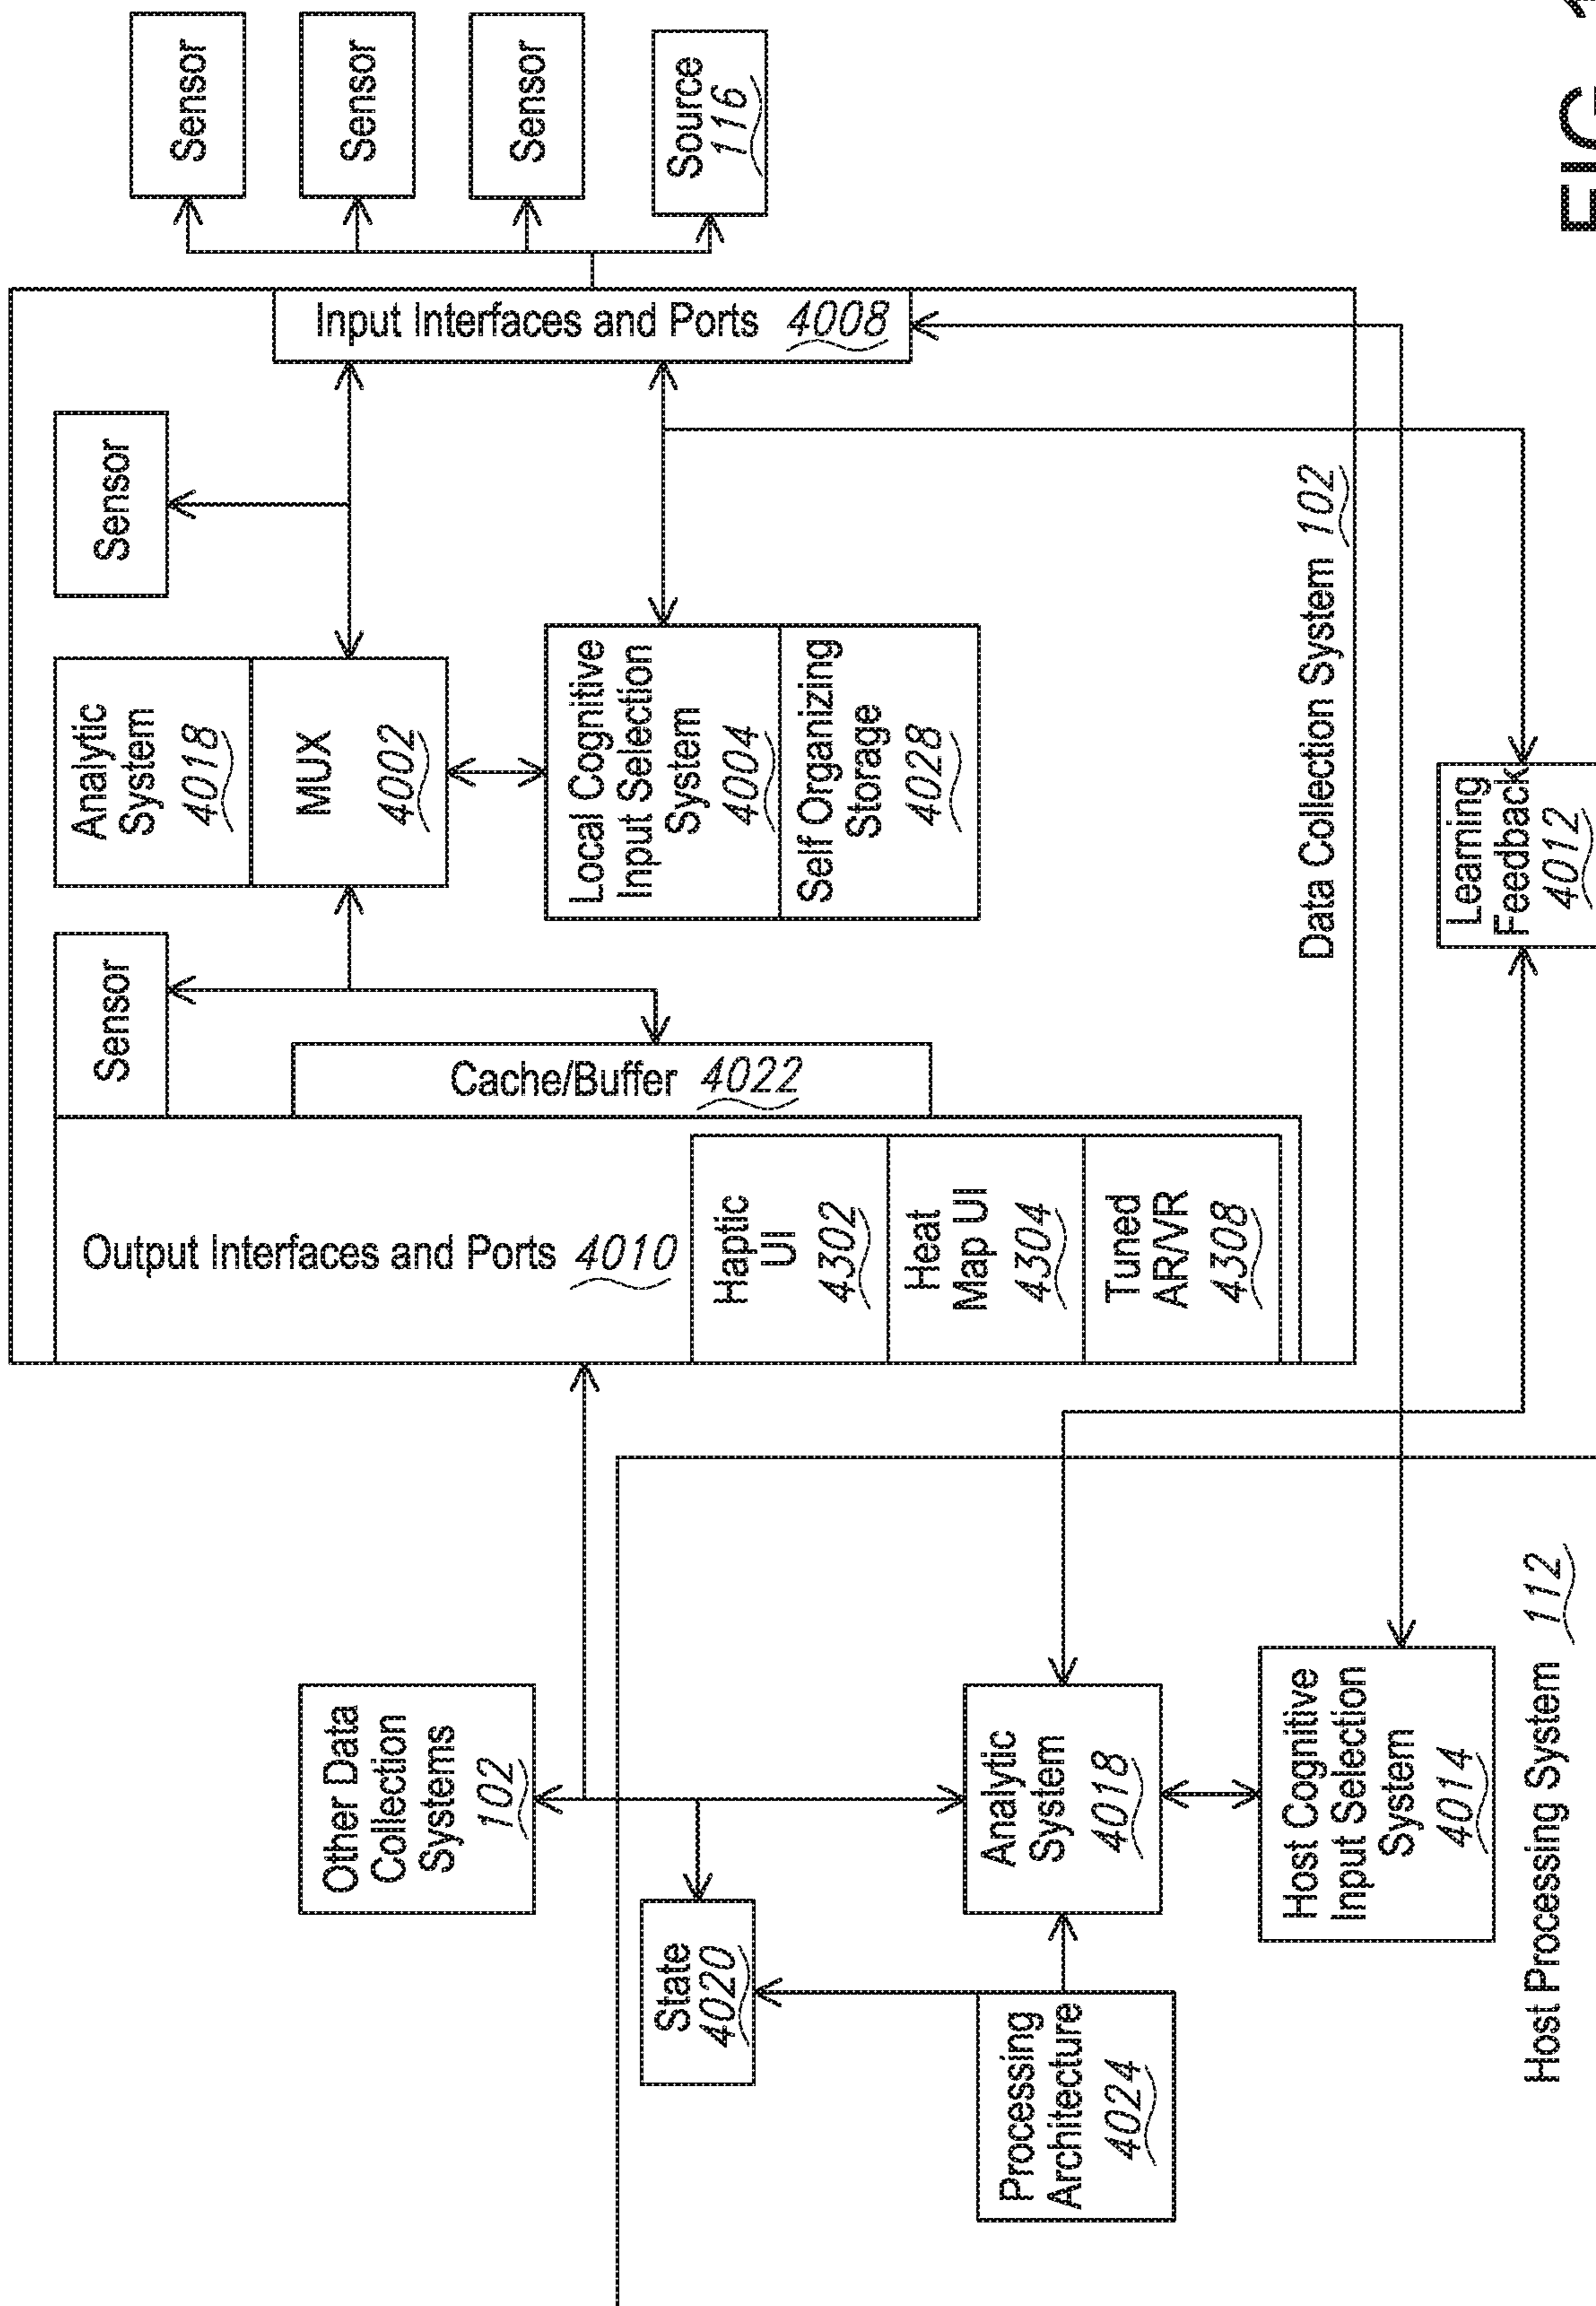 Other Data
Collection
Systems
102
State
4020
Processing
Architecture
4024
Analytic
System
4018
Host Cognitive
Input Selection
System
4014
Host Processing System 112
Output Interfaces and Ports 4010
Haptic
UI
4302
Heat
Map UI
4304
Tuned
AR/VR
4308
Cache/Buffer 4022
Sensor
Analytic
System
4018
MUX
4002
Local Cognitive
Input Selection
System
4004
Self Organizing
Storage
4028
Sensor
Input Interfaces and Ports 4008
Data Collection System 102
Learning
Feedback
4012
Sensor
Sensor
Sensor
Source
116
FIG